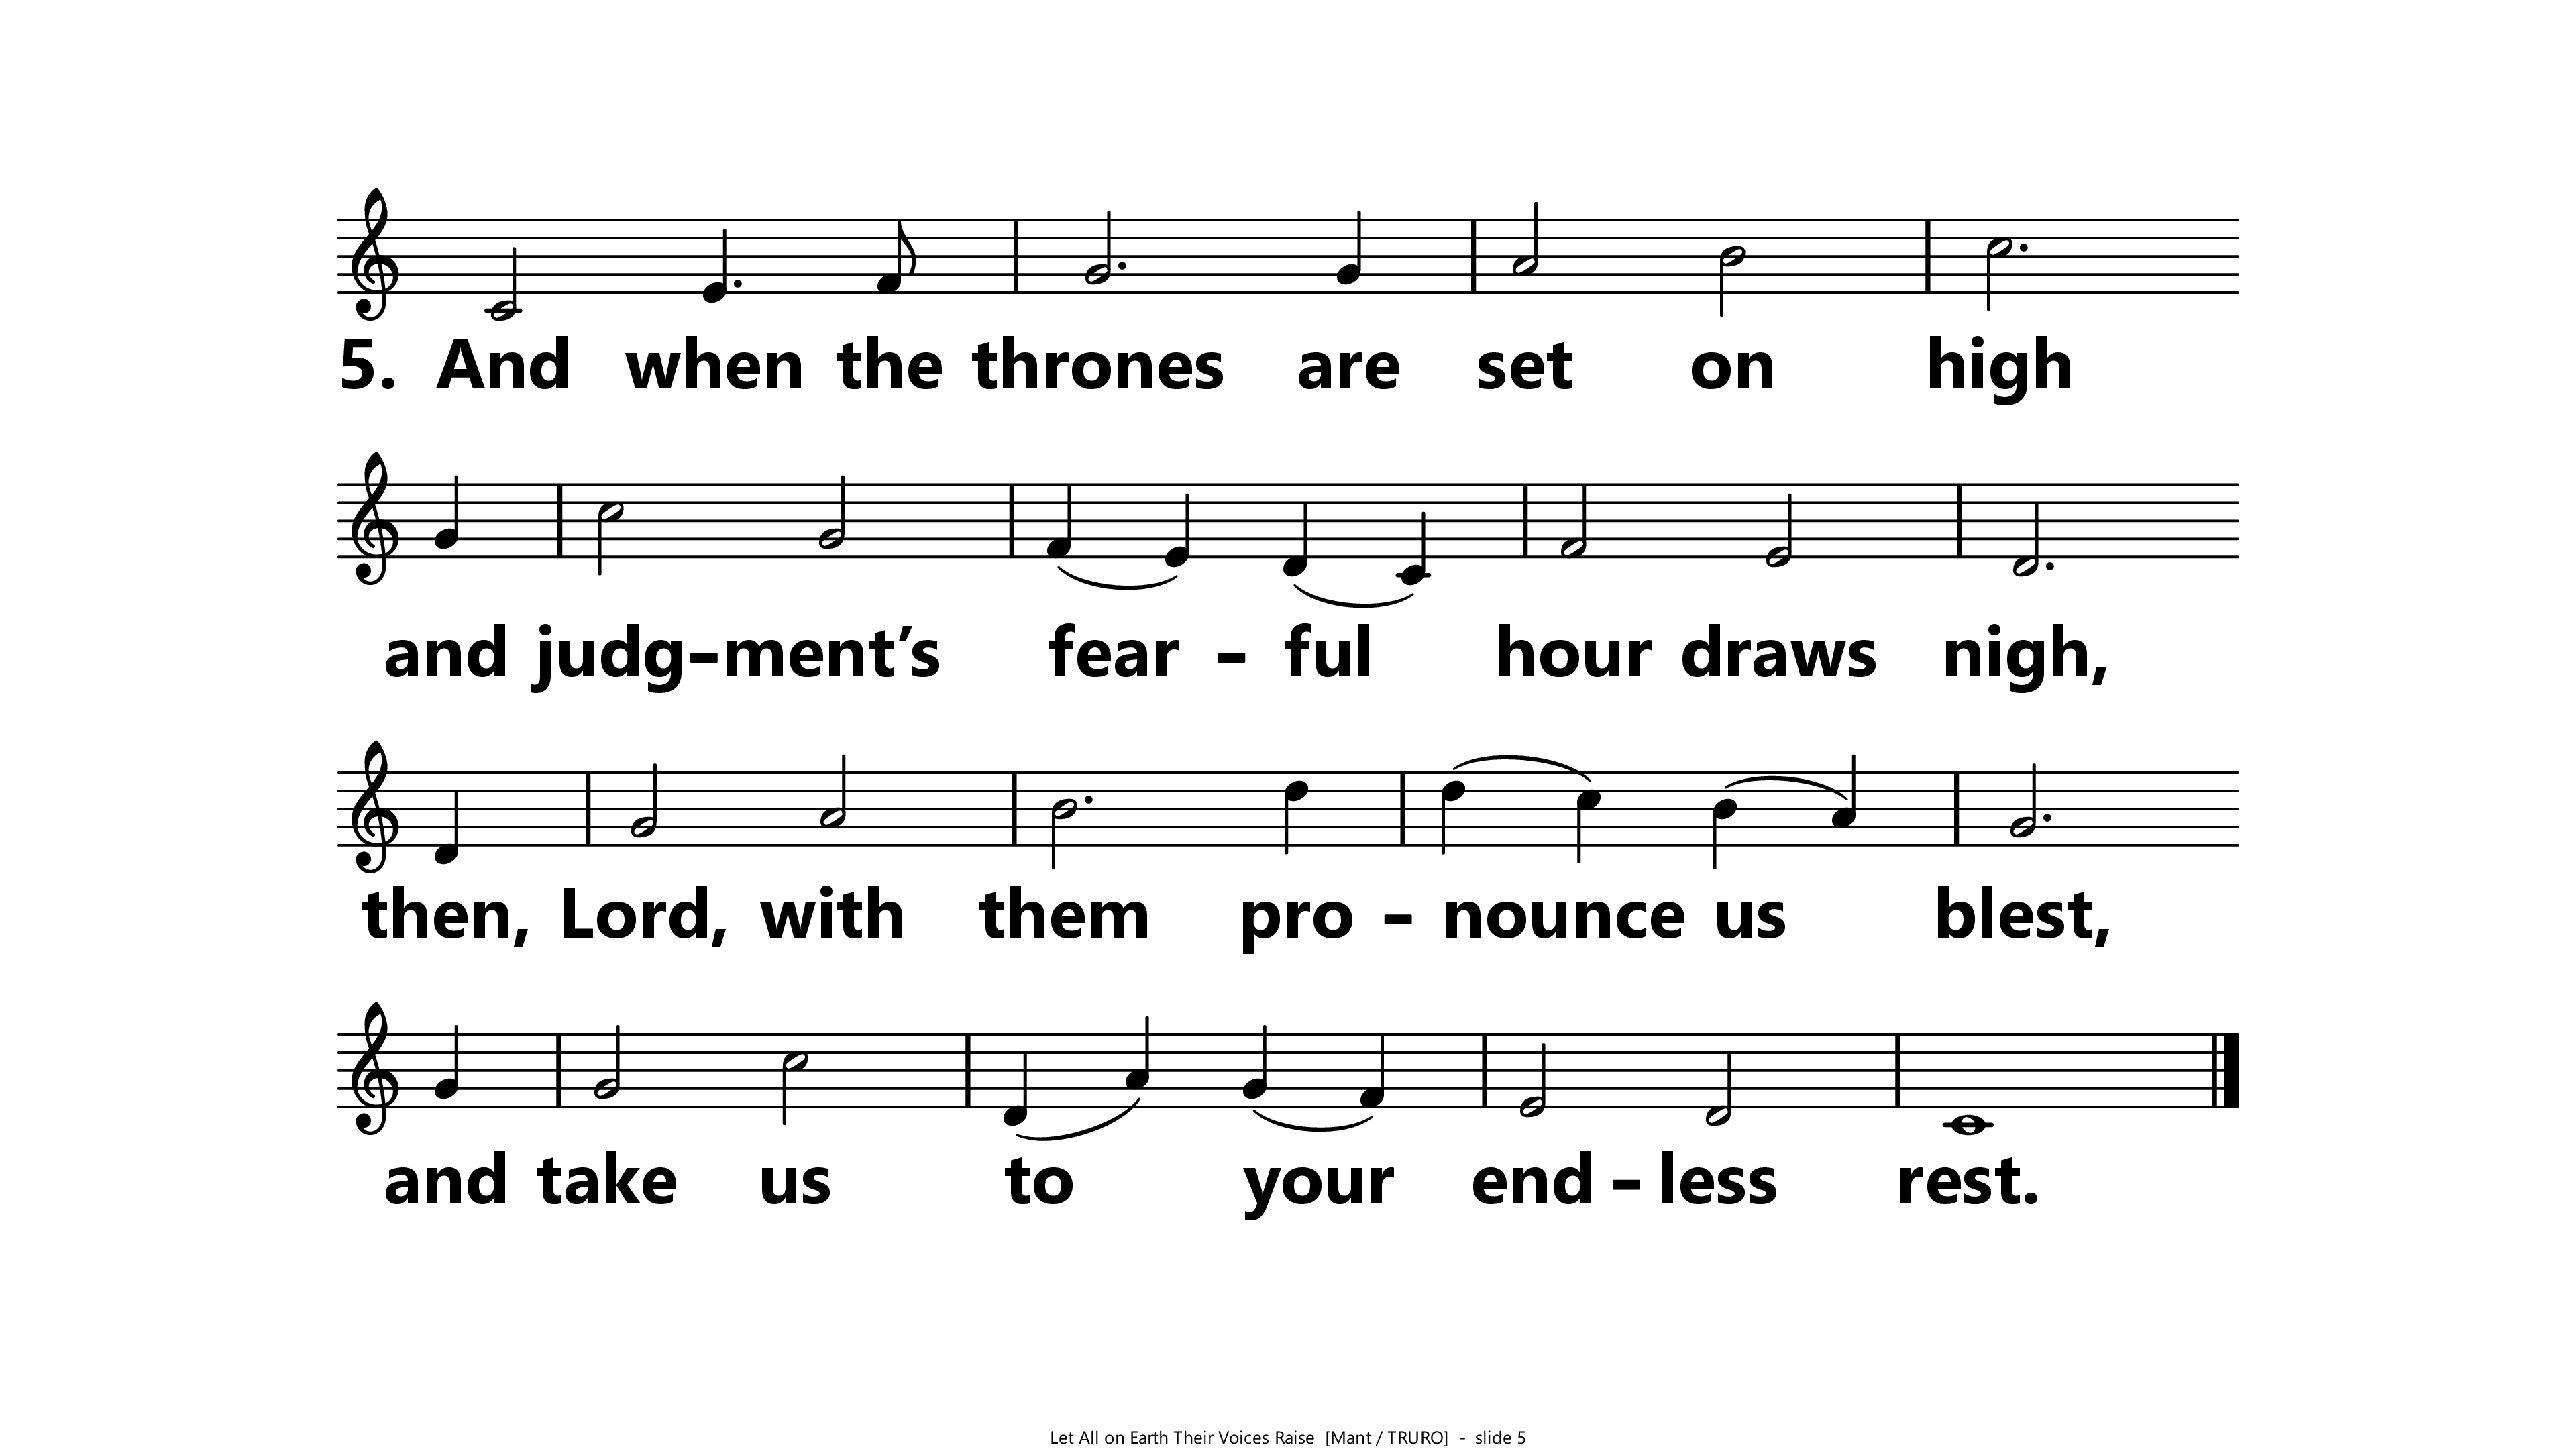 5. And when the thrones are set on high
and judg-ment's fear - ful hour draws nigh,
then, Lord, with them pro - nounce us blest,
and take us to your end - less rest.
Let All on Earth Their Voices Raise [Mant / TRURO] - slide 5